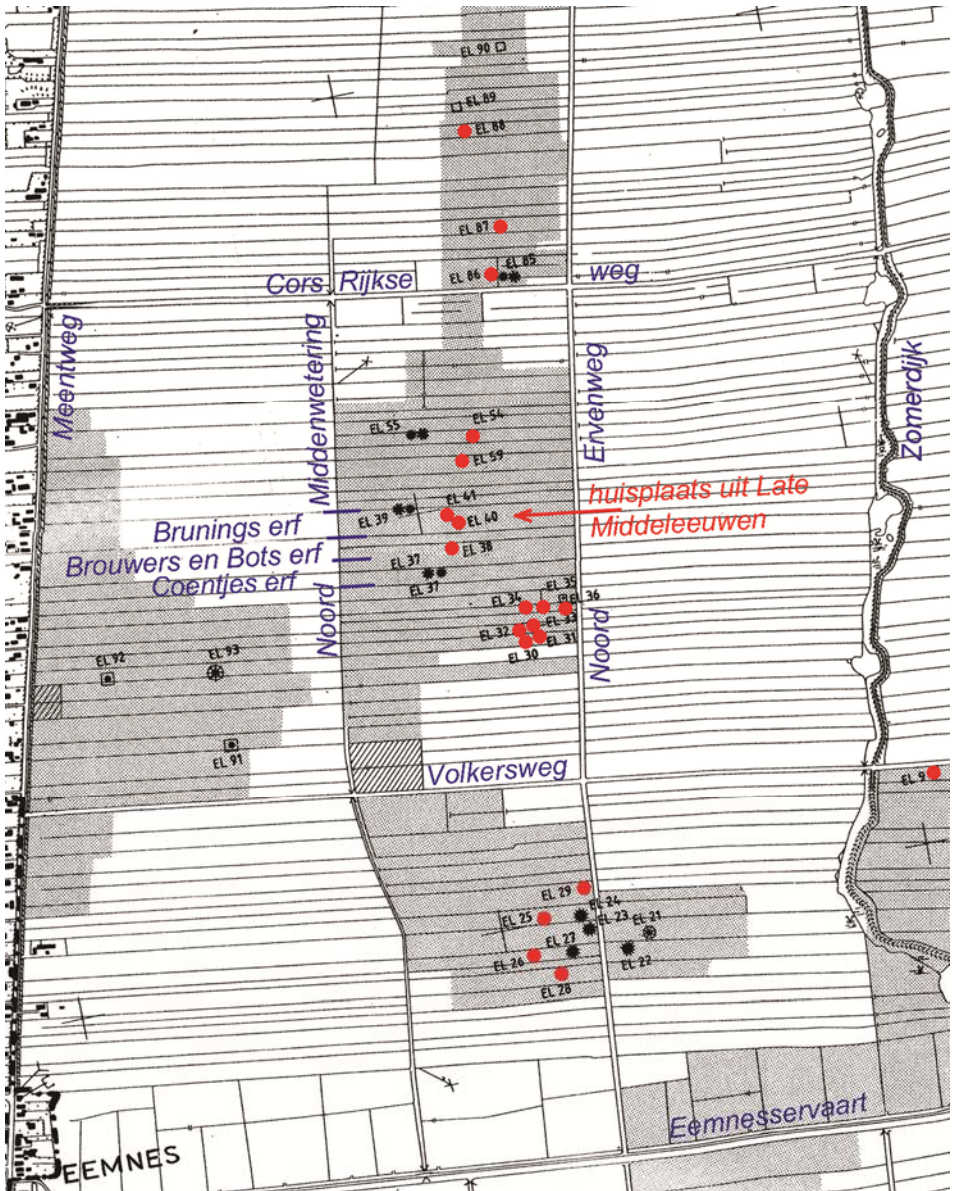 EL 90
EL 89
EL 88
EL 87
EL 85
EL 86
Cors Rijkse weg
Meentweg
Middenwetering
Ervenweg
Zomerdijk
EL 54
EL 55
EL 59
huisplaats uit Late
Middeleeuwen
EL 41
EL 39
EL 40
Brunings erf
Brouwers en Bots erf
Coentjes erf
EL 38
EL 37
EL 37
EL 35
EL 34
EL 36
EL 33
EL 32
EL 31
EL 30
Noord
Noord
EL 92
EL 93
EL 91
Volkersweg
EL 9
EL 29
EL 24
EL 25
EL 23
EL 21
EL 27
EL 26
EL 22
EL 28
Eemnesservaart
EEMNES